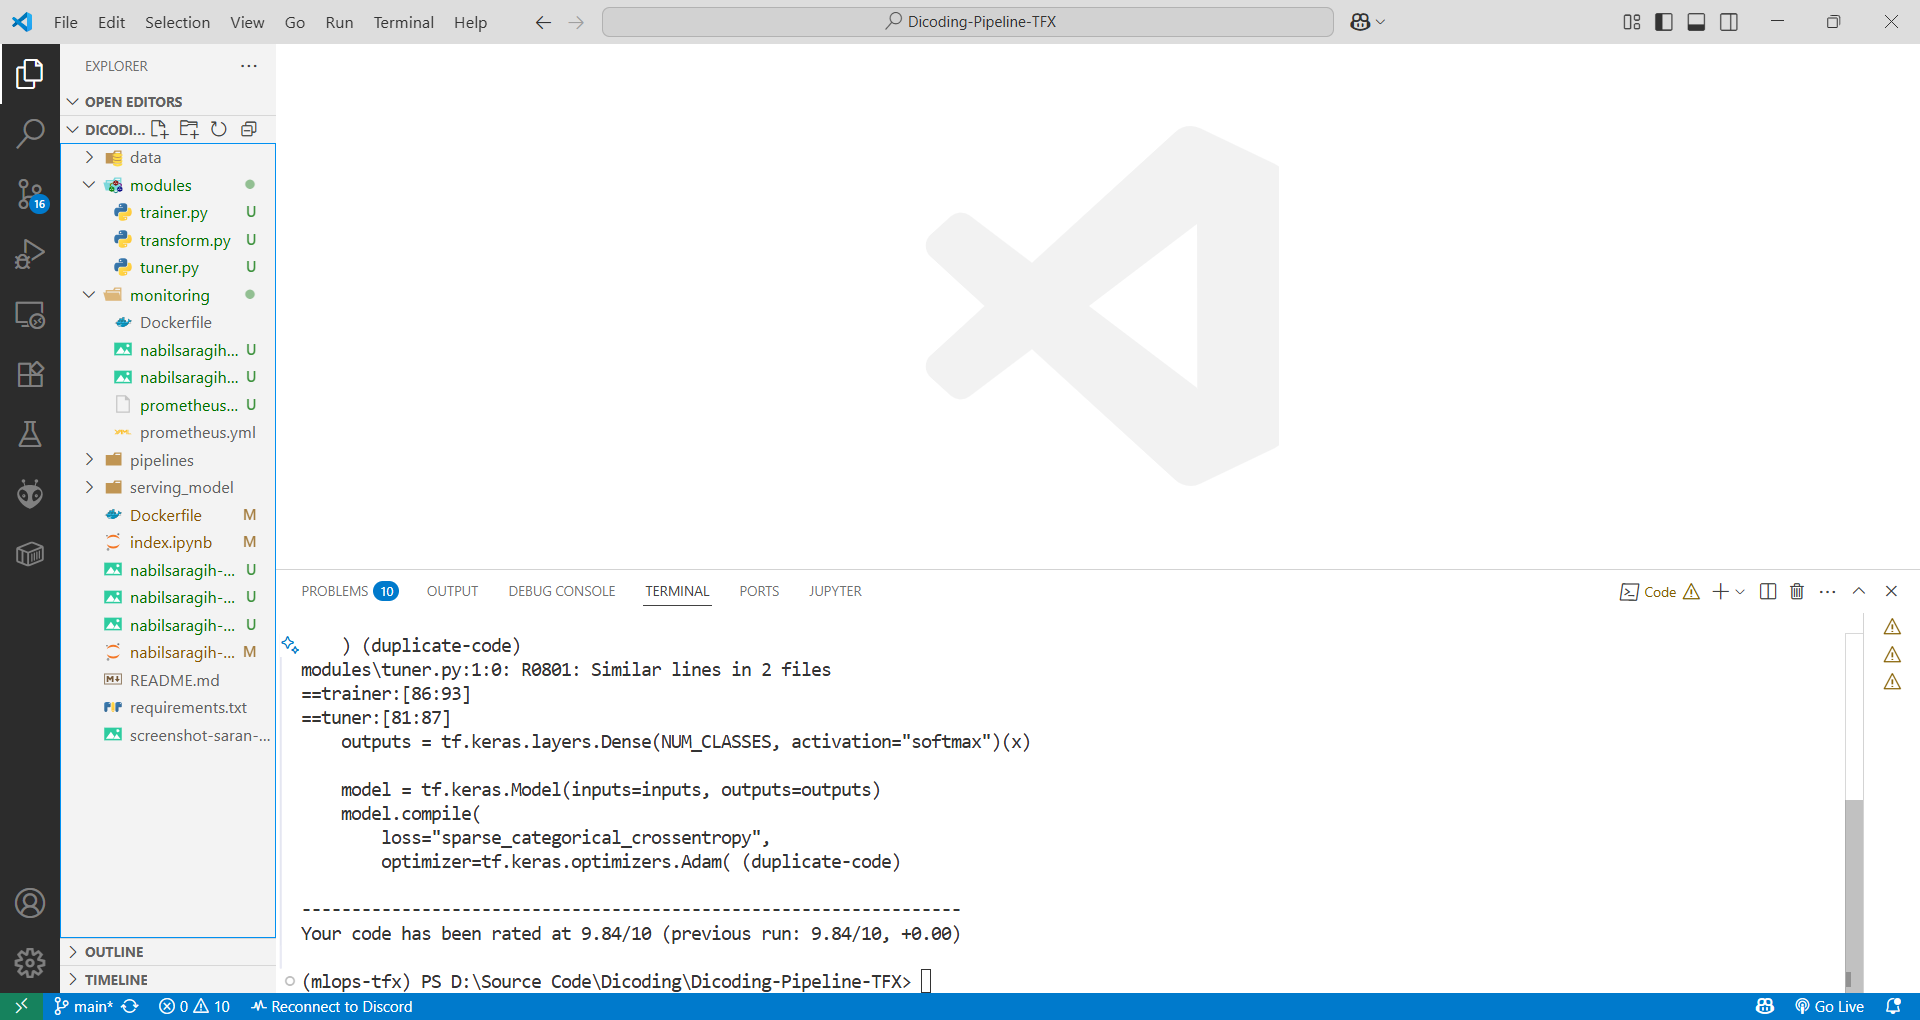 File Edit Selection View Go Run Terminal Help
Dicoding-Pipeline-TFX
EXPLORER
OPEN EDITORS
DICODI...
data
modules
trainer.py U
transform.py U
tuner.py U
monitoring
Dockerfile
nabilsaragih... U
nabilsaragih... U
prometheus... U
prometheus.yml
pipelines
serving_model
Dockerfile M
index.ipynb M
nabilsaragih-... U
nabilsaragih-... U
nabilsaragih-... U
nabilsaragih-... M
README.md
requirements.txt
screenshot-saran-...
OUTLINE
TIMELINE
16
PROBLEMS 10 OUTPUT DEBUG CONSOLE TERMINAL PORTS JUPYTER
Code
) (duplicate-code)
modules\tuner.py:1:0: R0801: Similar lines in 2 files
==trainer:[86:93]
==tuner:[81:87]
outputs = tf.keras.layers.Dense(NUM_CLASSES, activation="softmax")(x)
model = tf.keras.Model(inputs=inputs, outputs=outputs)
model.compile(
loss="sparse_categorical_crossentropy",
optimizer=tf.keras.optimizers.Adam( (duplicate-code)
------------------------------------------------------------------
Your code has been rated at 9.84/10 (previous run: 9.84/10, +0.00)
(mlops-tfx) PS D:\Source Code\Dicoding\Dicoding-Pipeline-TFX>
main* 0 10 Reconnect to Discord Go Live